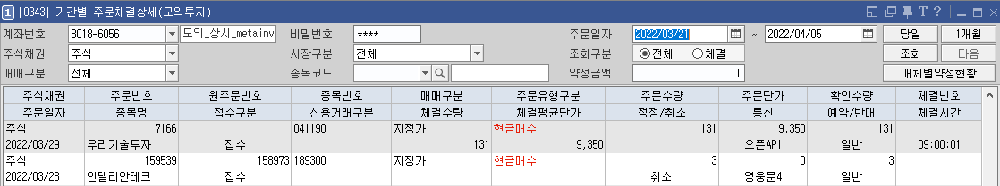 1 [0343] 기간별 주문체결상세(모의투자) T ?
계좌번호 8018-6056 모의_상시_metainv 비밀번호 **** 주문일자 2022/03/21 ~ 2022/04/05 당일 1개월
주식채권 주식 시장구분 전체 조회구분 전체 체결 조회 다음
매매구분 전체 종목코드 약정금액 0 매체별약정현황
주식채권 주문번호 원주문번호 종목번호 매매구분 주문유형구분 주문수량 주문단가 확인수량 체결번호
주문일자 종목명 접수구분 신용거래구분 체결수량 체결평균단가 정정/취소 통신 예약/반대 체결시간
주식 7166 041190 지정가 현금매수 131 9,350 131
2022/03/29 우리기술투자 접수 131 9,350 오픈API 일반 09:00:01
주식 159539 158973 189300 지정가 현금매수 3 0 3
2022/03/28 인텔리안테크 접수 취소 영웅문4 일반